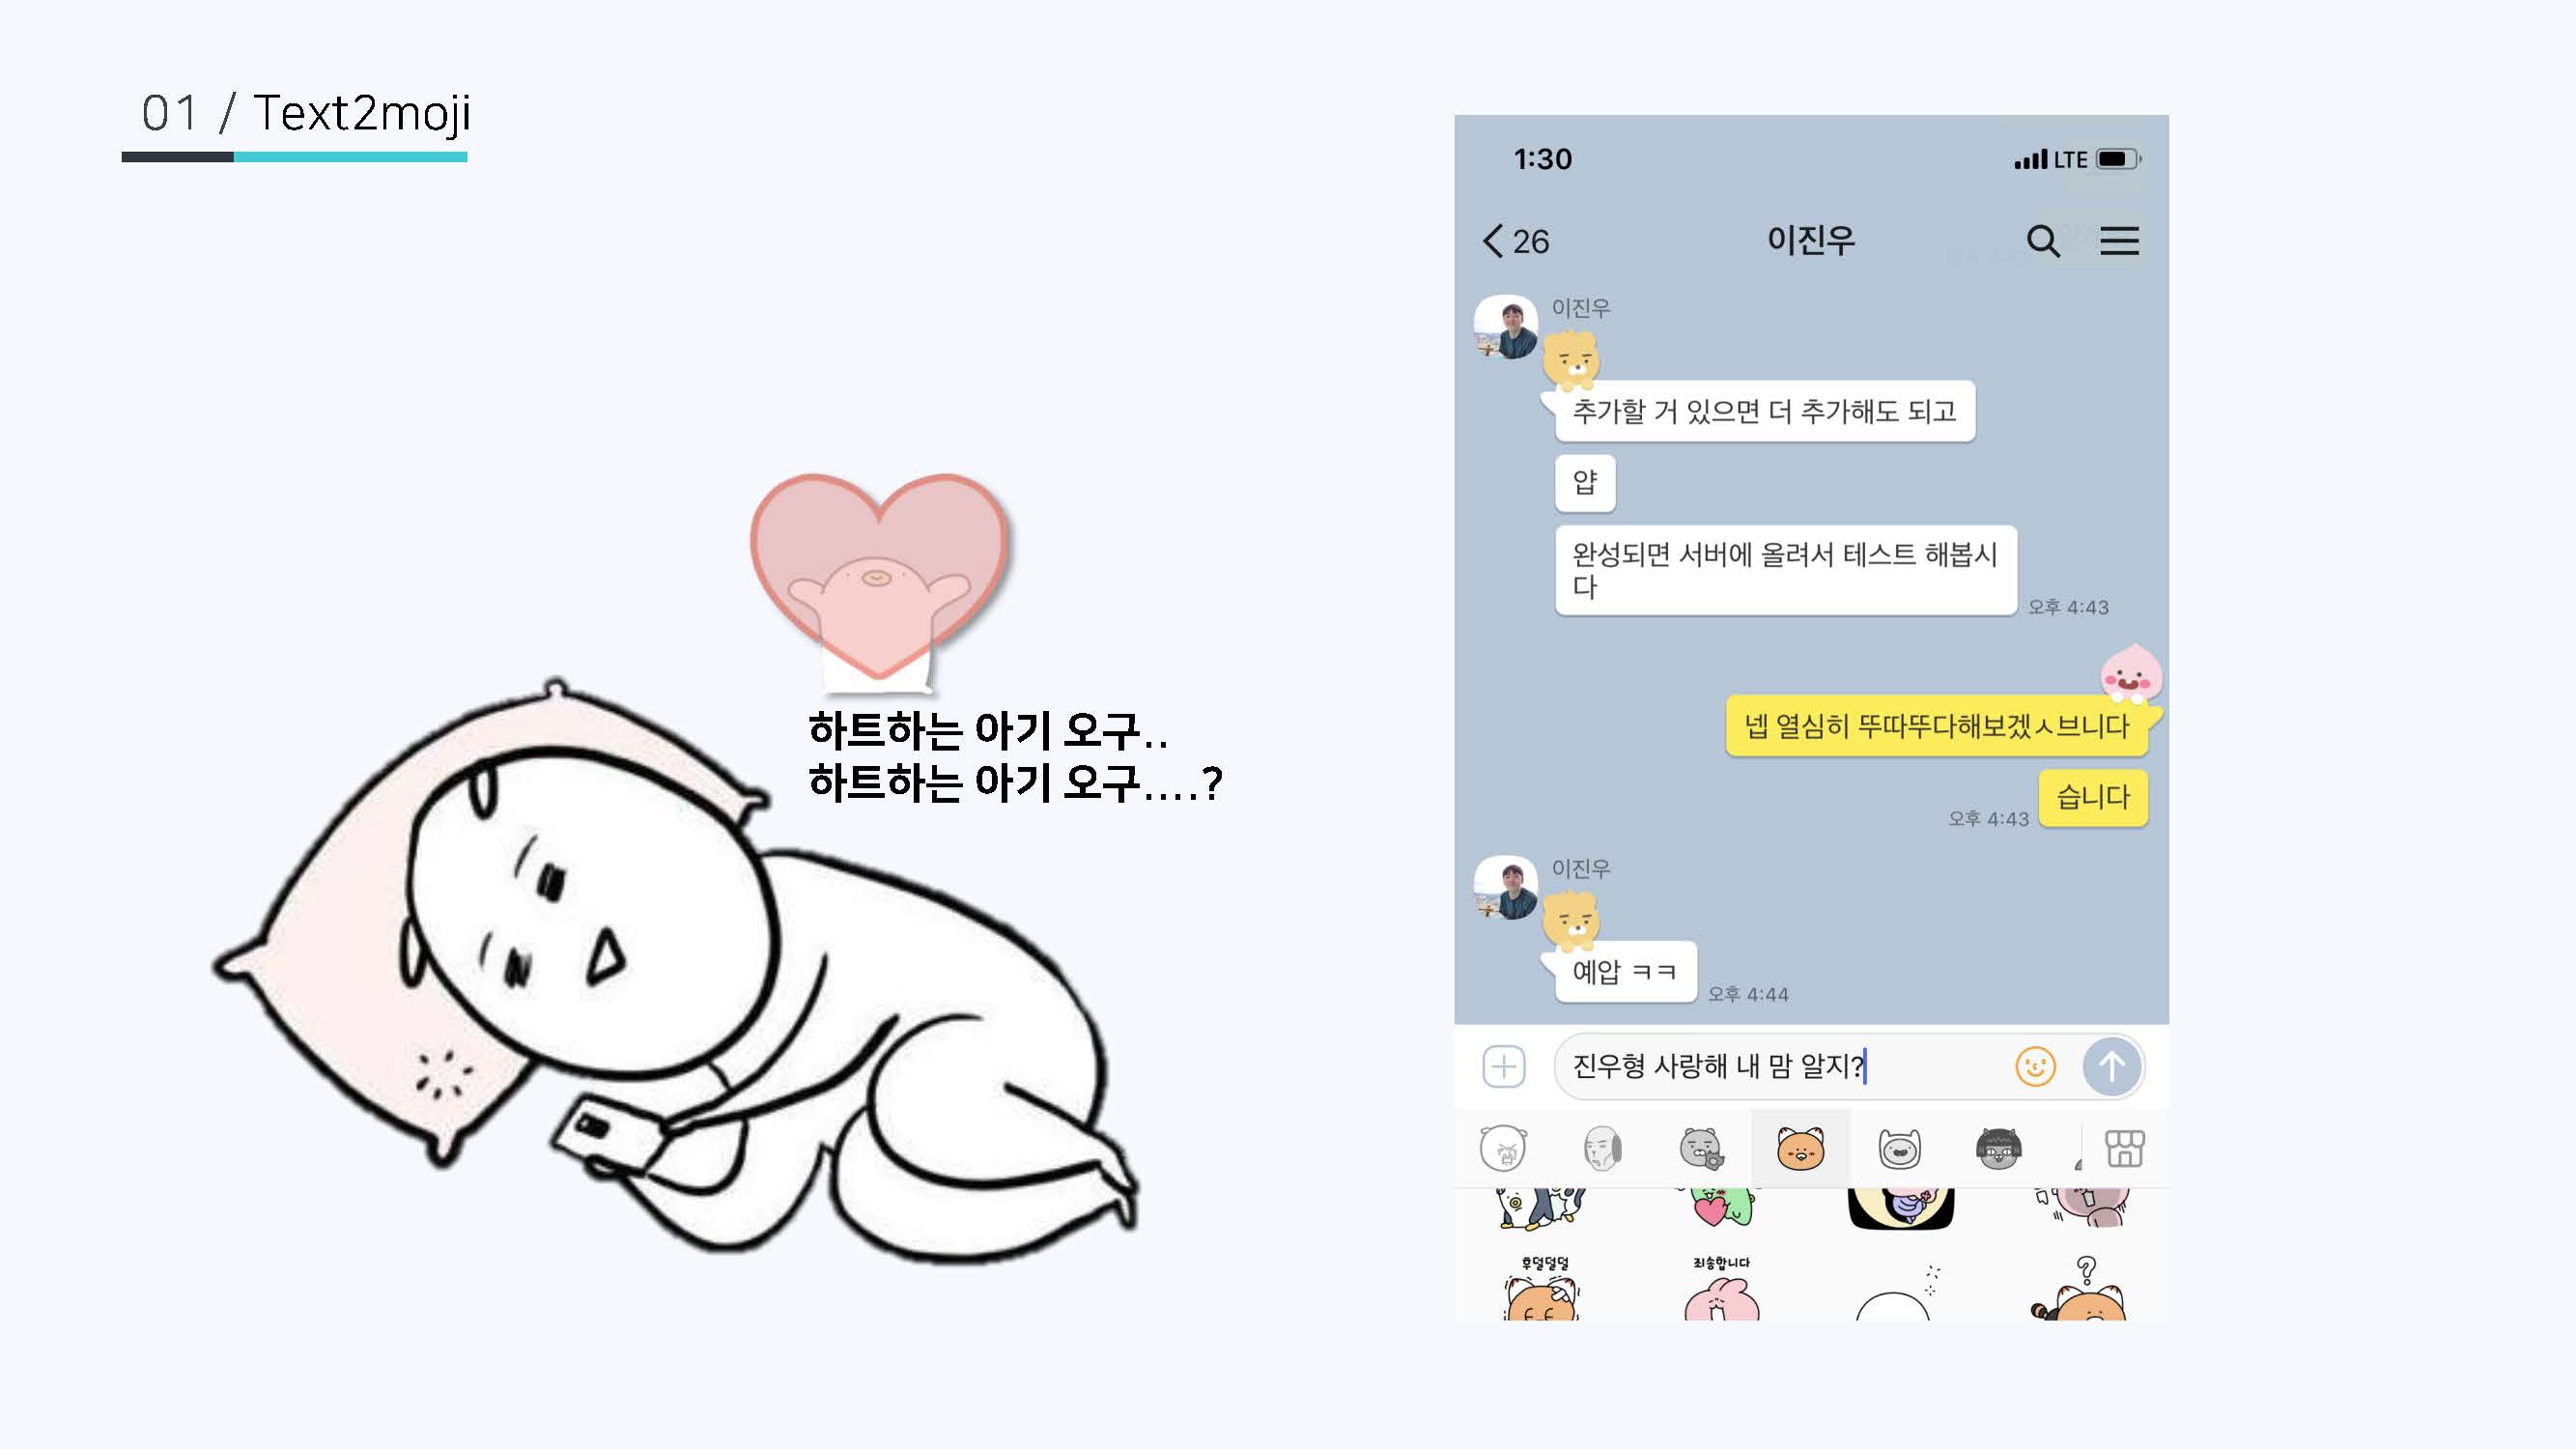 01 / Text2moji
하트하는 아기 오구..
하트하는 아기 오구....?
1:30
LTE
26
이진우
이진우
추가할 거 있으면 더 추가해도 되고
얍
완성되면 서버에 올려서 테스트 해봅시
다
오후 4:43
넵 열심히 뚜따뚜다해보겠ㅅ브니다
습니다
오후 4:43
이진우
예압 ㅋㅋ
오후 4:44
진우형 사랑해 내 맘 알지?
후덜덜덜
죄송합니다
?